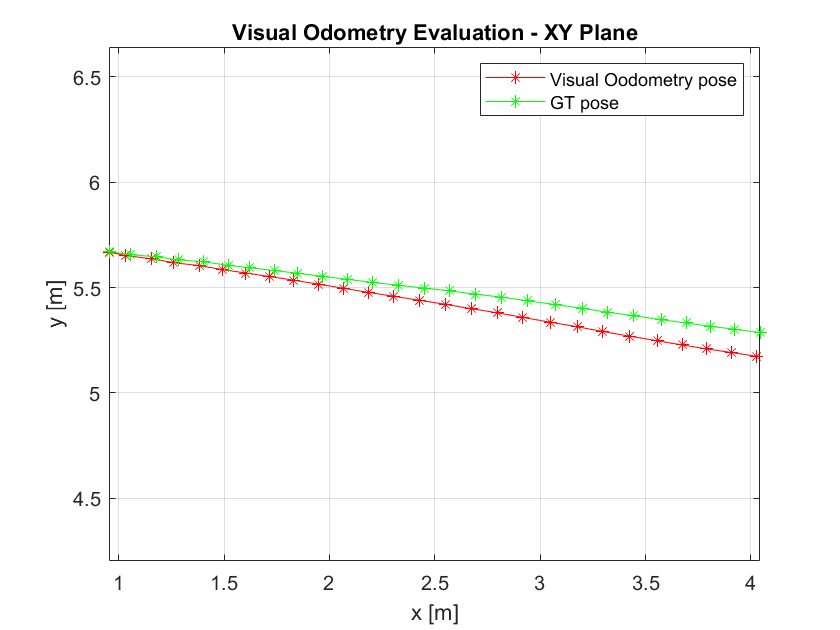 Visual Odometry Evaluation - XY Plane
Visual Oodometry pose
GT pose
6.5
6
5.5
5
4.5
y [m]
1
1.5
2
2.5
3
3.5
4
x [m]